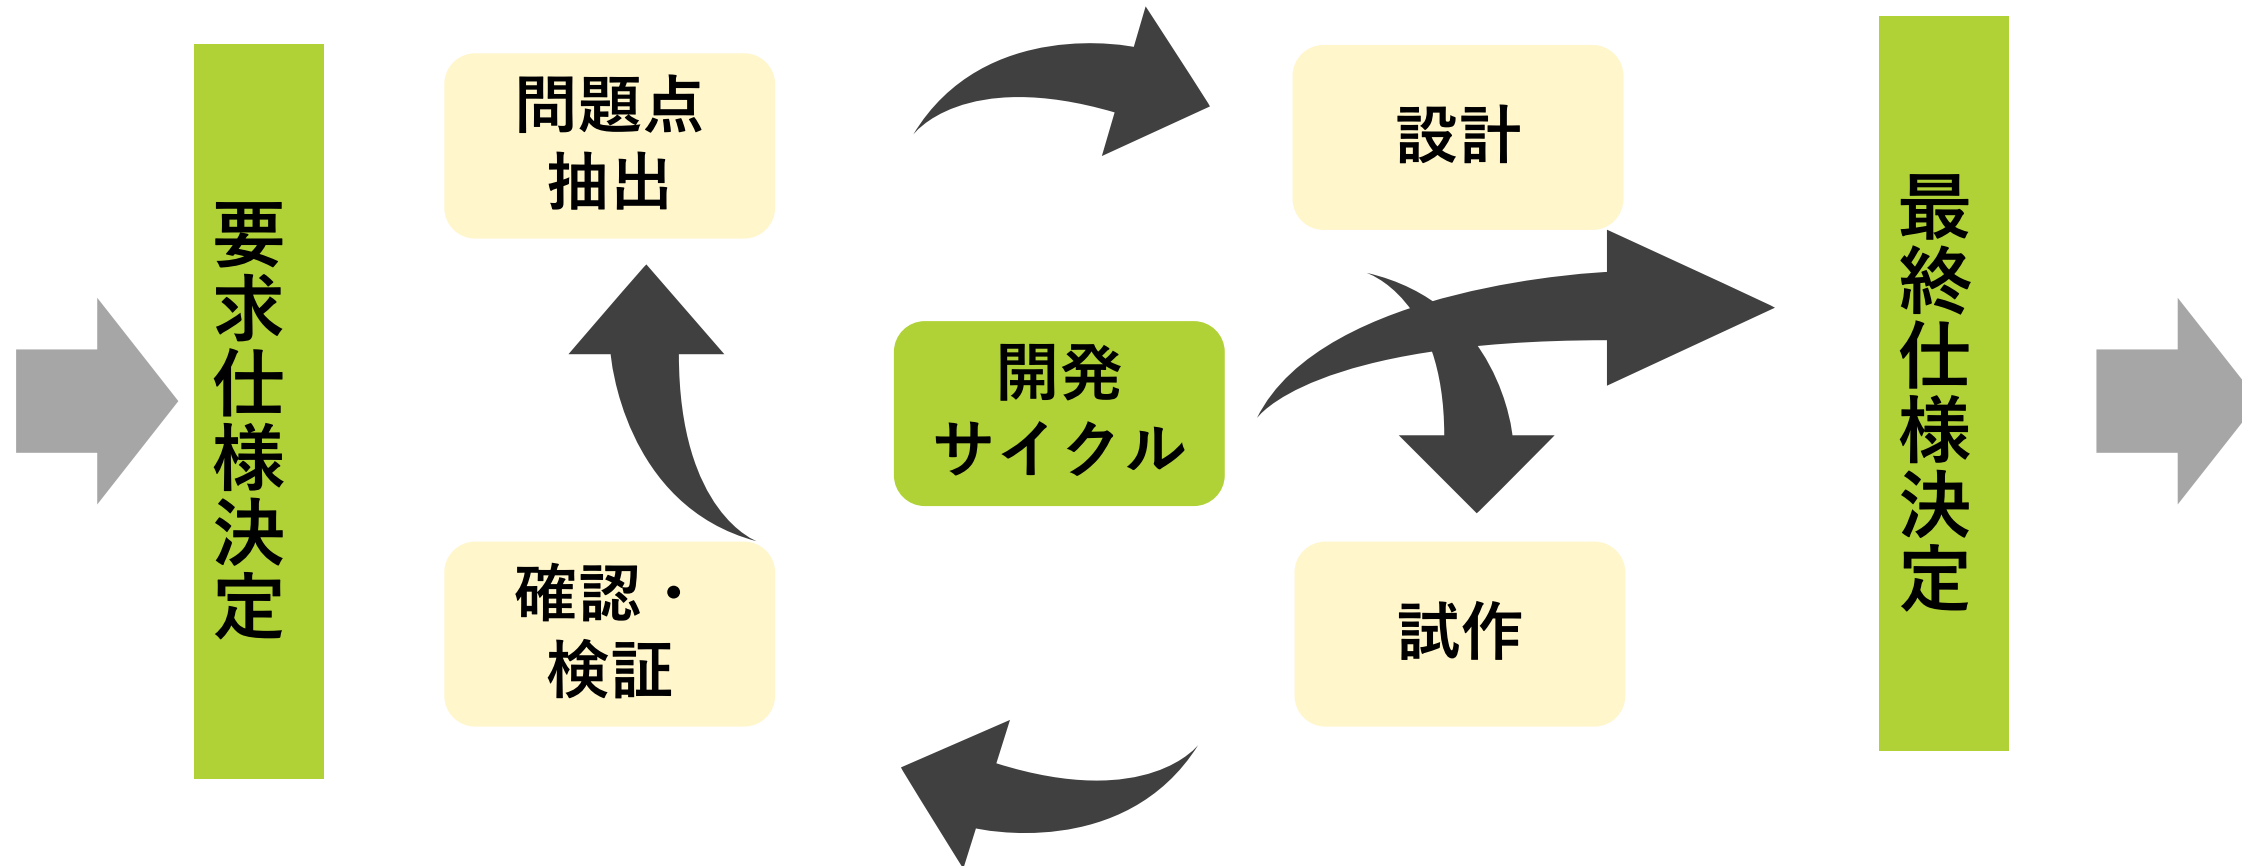 要求仕様決定
問題点
抽出
設計
開発
サイクル
確認・
検証
試作
最終仕様決定